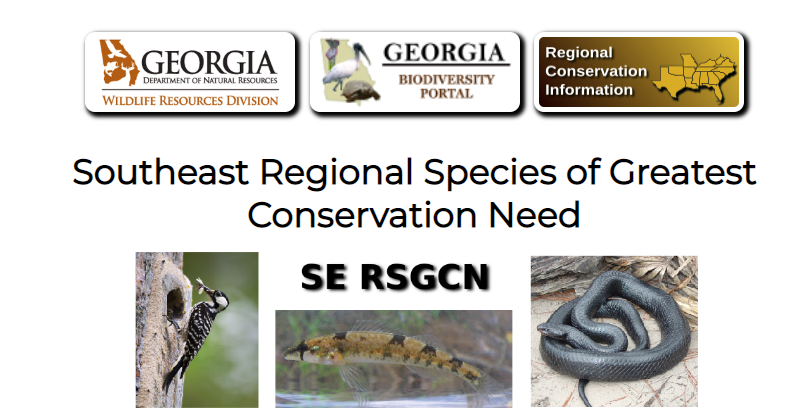 GEORGIA
DEPARTMENT OF NATURAL RESOURCES
WILDLIFE RESOURCES DIVISION
GEORGIA
BIODIVERSITY
PORTAL
Regional
Conservation
Information
Southeast Regional Species of Greatest
Conservation Need
SE RSGCN